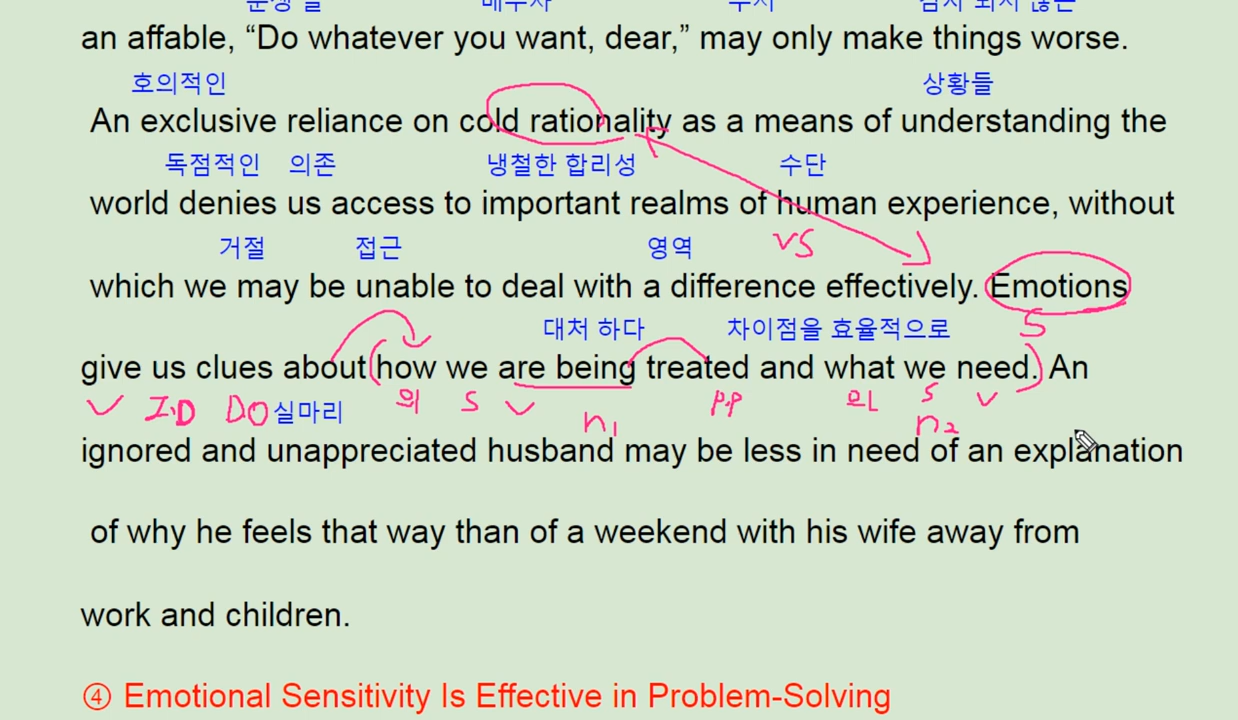 an affable, “Do whatever you want, dear,” may only make things worse.
호의적인 상황들
An exclusive reliance on cold rationality as a means of understanding the
독점적인 의존 냉철한 합리성 수단
world denies us access to important realms of human experience, without
거절 접근 영역 vs
which we may be unable to deal with a difference effectively. Emotions
대처 하다 차이점을 효율적으로 S
give us clues about (how we are being treated and what we need.) An
V I.O DO 실마리 의 S V p.p 의 S V
n1 n2
ignored and unappreciated husband may be less in need of an explanation
of why he feels that way than of a weekend with his wife away from
work and children.
④ Emotional Sensitivity Is Effective in Problem-Solving